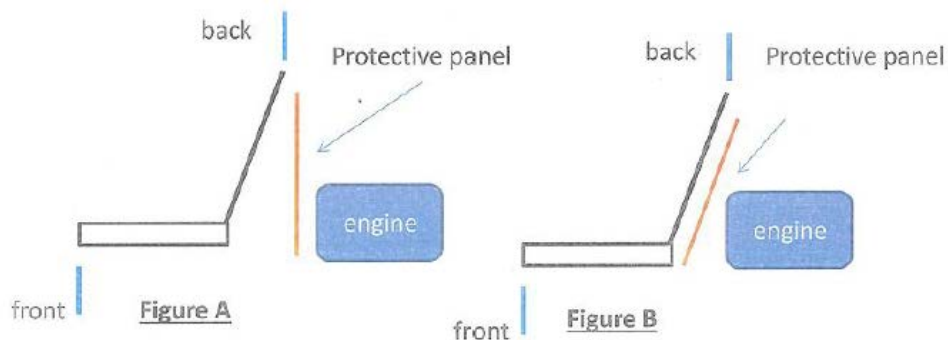 back
Protective panel
engine
front
Figure A
back
Protective panel
engine
front
Figure B